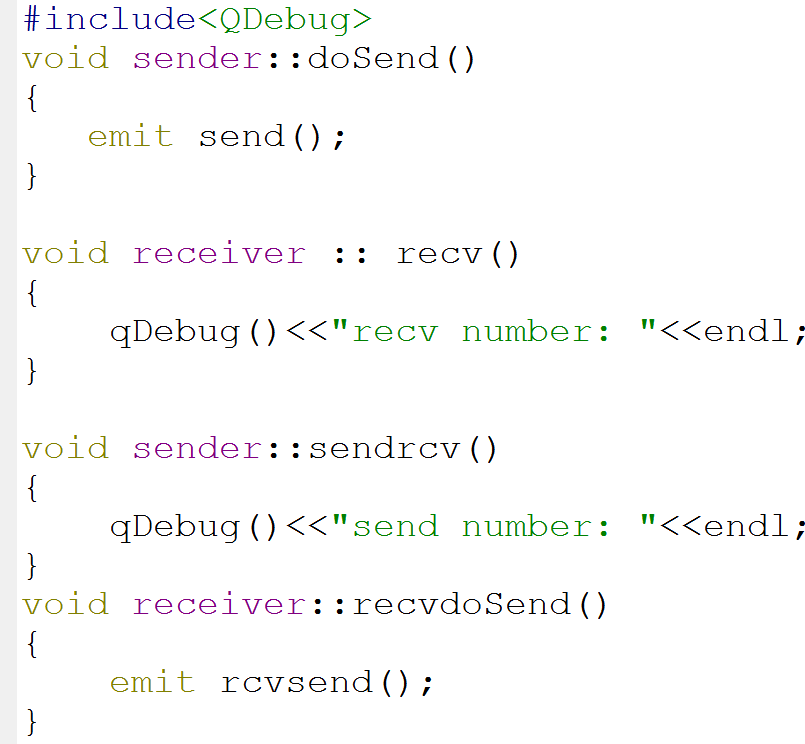 #include<QDebug>
void sender::doSend()
{
   emit send();
}

void receiver :: recv()
{
    qDebug()<<"recv number: "<<endl;
}

void sender::sendrcv()
{
    qDebug()<<"send number: "<<endl;
}
void receiver::recvdoSend()
{
    emit rcvsend();
}